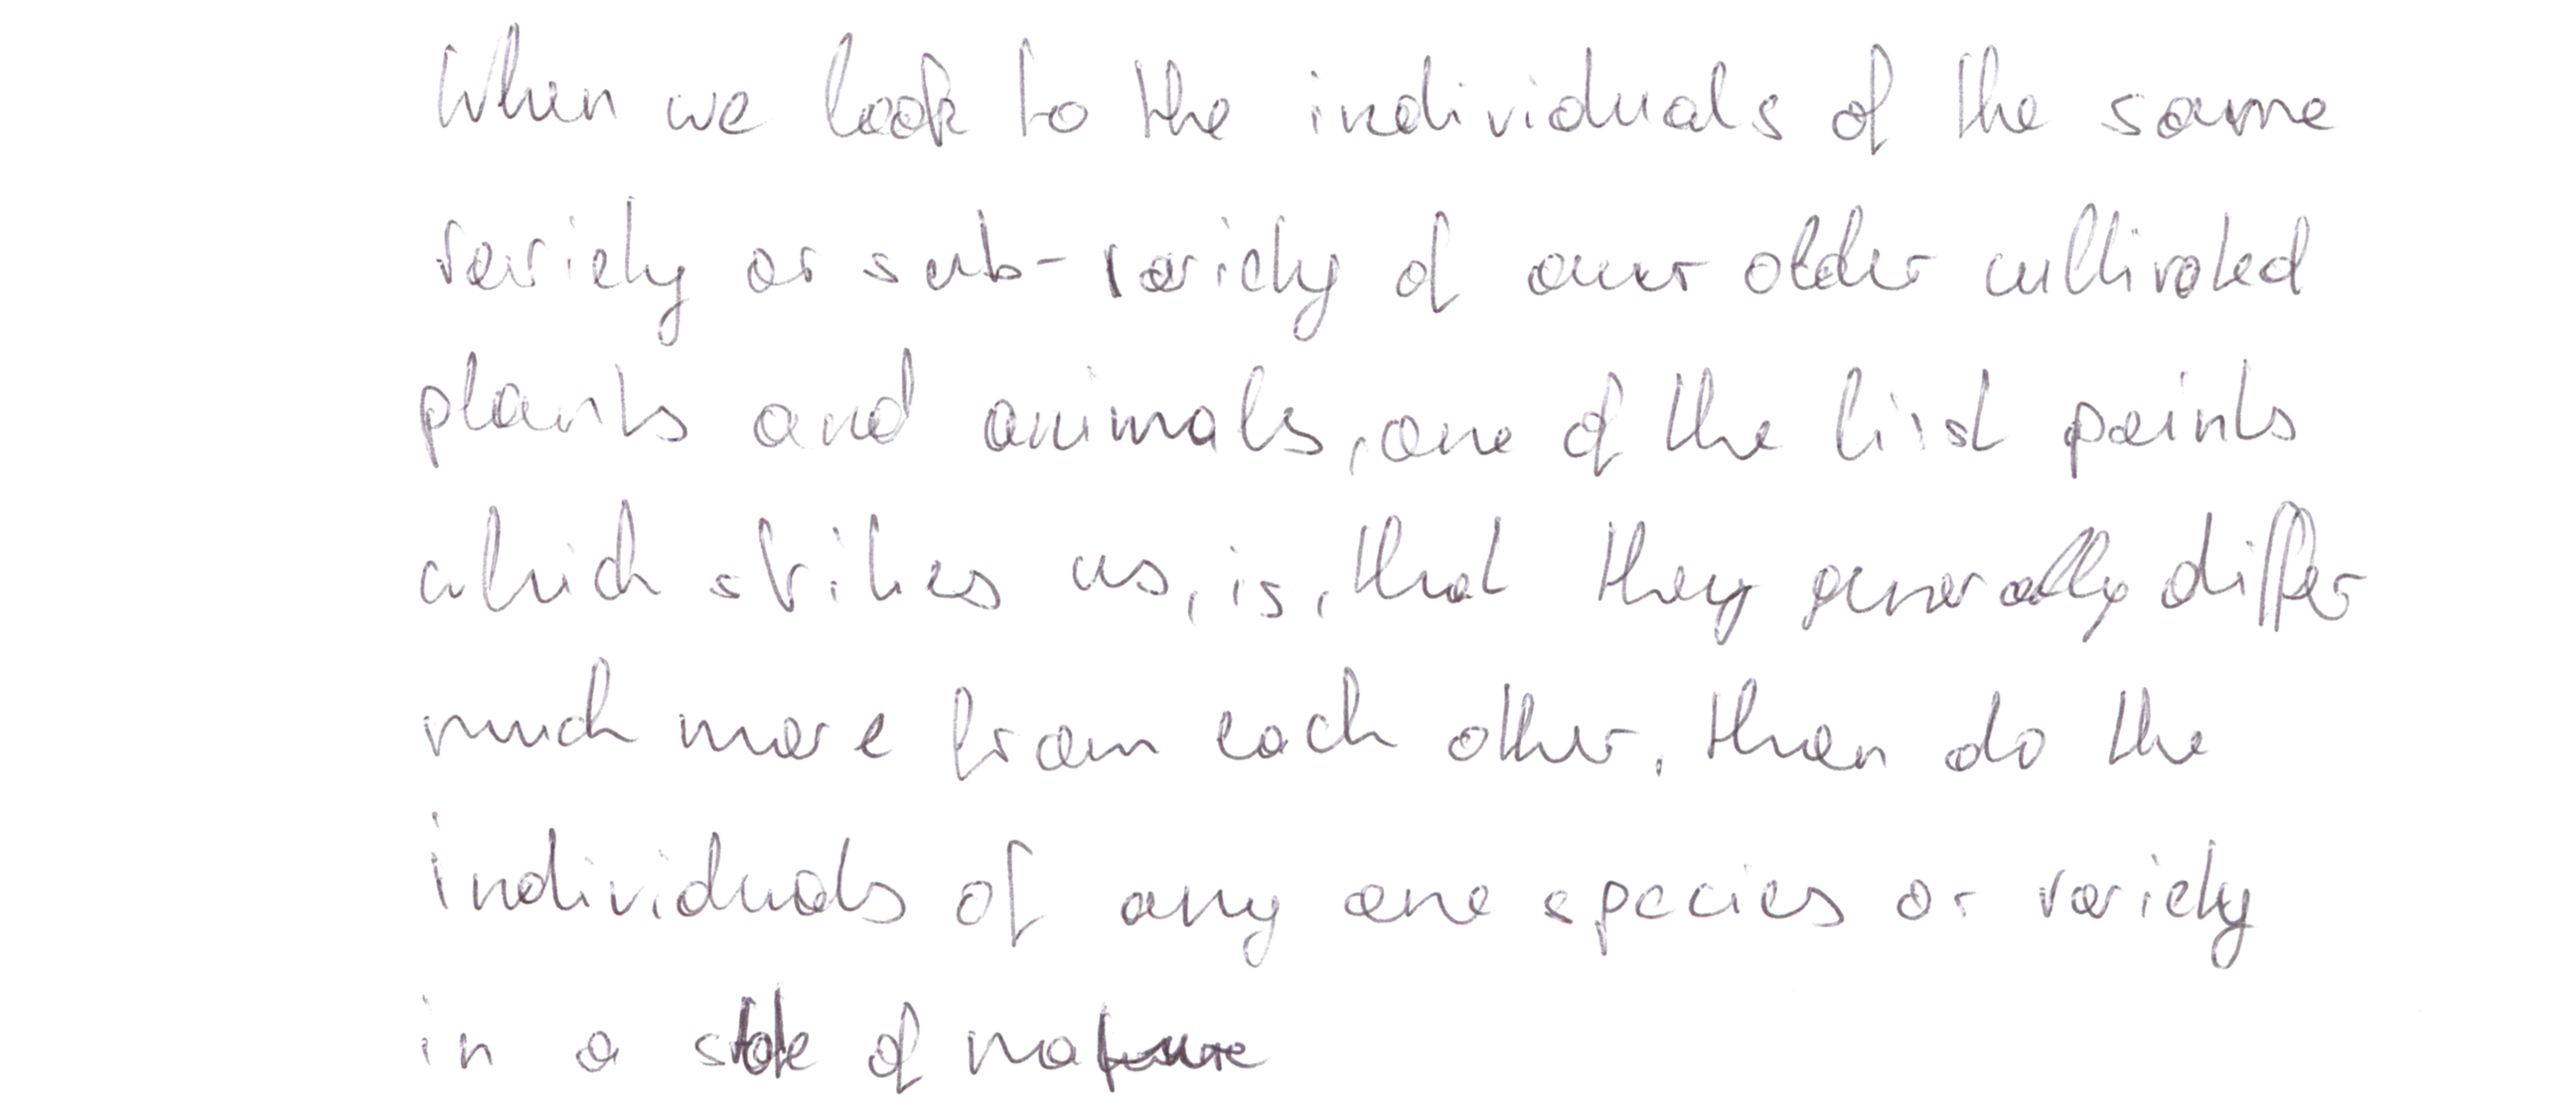 When we look to the individuals of the same
variety or sub-variety of our older cultivated
plants and animals, one of the first points
which strikes us, is, that they generally differ
much more from each other, than do the
individuals of any one species or variety
in a state of nature